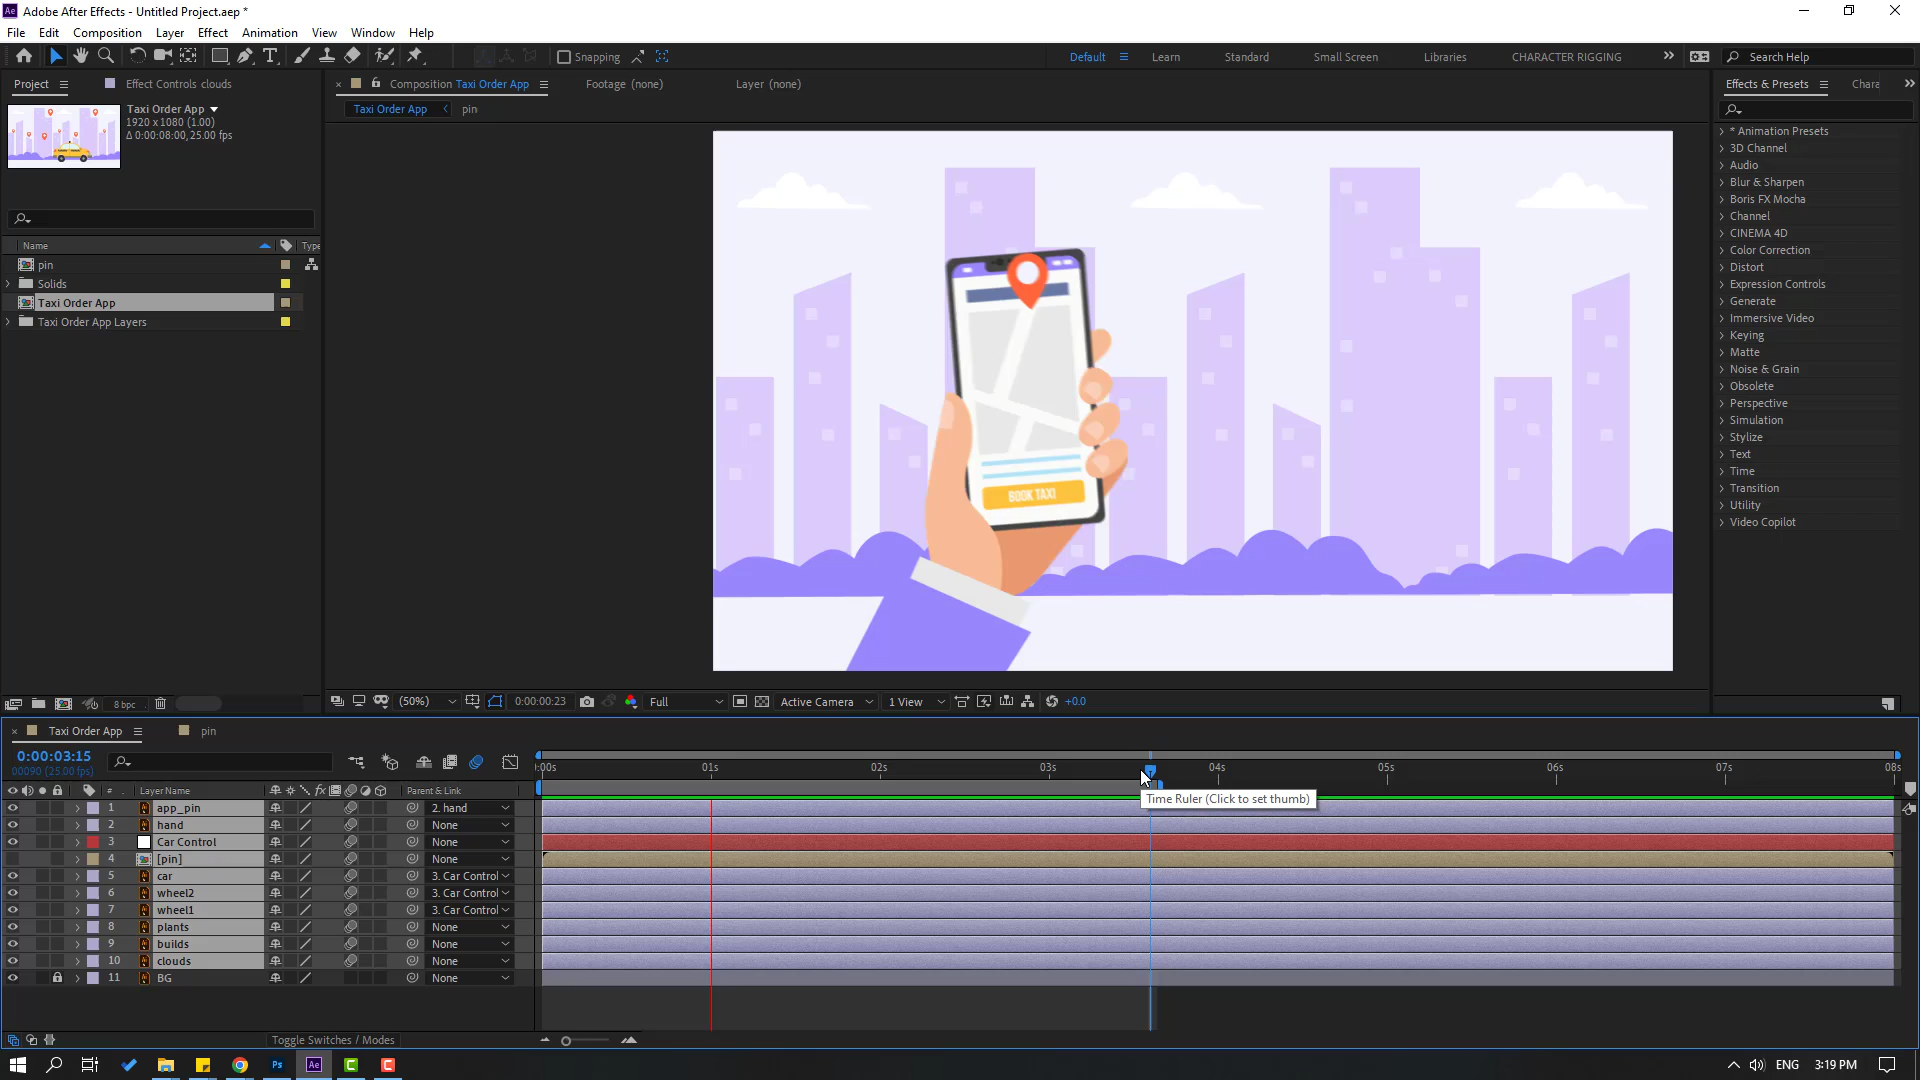 Ae Adobe After Effects - Untitled Project.aep *
File Edit Composition Layer Effect Animation View Window Help
Snapping Default Learn Standard Small Screen Libraries CHARACTER RIGGING Search Help
Project Effect Controls clouds
Composition Taxi Order App Footage (none) Layer (none)
Effects & Presets Chara
Taxi Order App
1920 x 1080 (1.00)
Δ 0:00:08:00, 25.00 fps
Taxi Order App pin
Name Type
pin
Solids
Taxi Order App
Taxi Order App Layers
8 bpc
BOOK TAXI
* Animation Presets
3D Channel
Audio
Blur & Sharpen
Boris FX Mocha
Channel
CINEMA 4D
Color Correction
Distort
Expression Controls
Generate
Immersive Video
Keying
Matte
Noise & Grain
Obsolete
Perspective
Simulation
Stylize
Text
Time
Transition
Utility
Video Copilot
(50%) 0:00:00:23 Full Active Camera 1 View +0.0
Taxi Order App pin
0:00:03:15
00090 (25.00 fps)
:00s 01s 02s 03s 04s 05s 06s 07s 08s
# Layer Name Parent & Link
Time Ruler (Click to set thumb)
1 app_pin 2. hand
2 hand None
3 Car Control None
4 [pin] None
5 car 3. Car Control
6 wheel2 3. Car Control
7 wheel1 3. Car Control
8 plants None
9 builds None
10 clouds None
11 BG None
Toggle Switches / Modes
Ps Ae C C ENG 3:19 PM